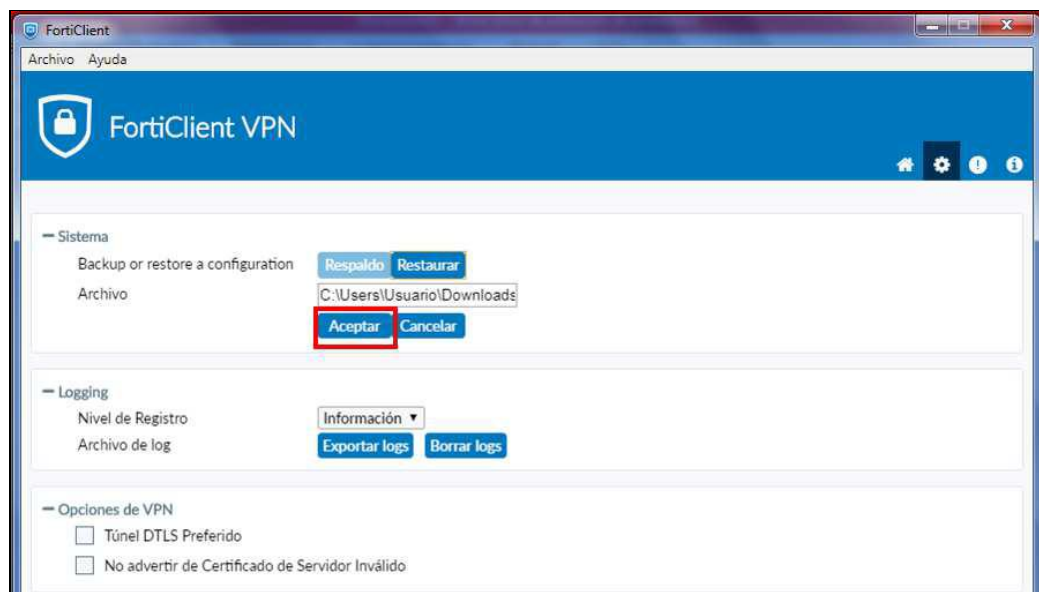 FortiClient
Archivo Ayuda
FortiClient VPN
Sistema
Backup or restore a configuration Respaldo Restaurar
Archivo C:\Users\Usuario\Downloads
Aceptar Cancelar
Logging
Nivel de Registro Información
Archivo de log Exportar logs Borrar logs
Opciones de VPN
Túnel DTLS Preferido
No advertir de Certificado de Servidor Inválido